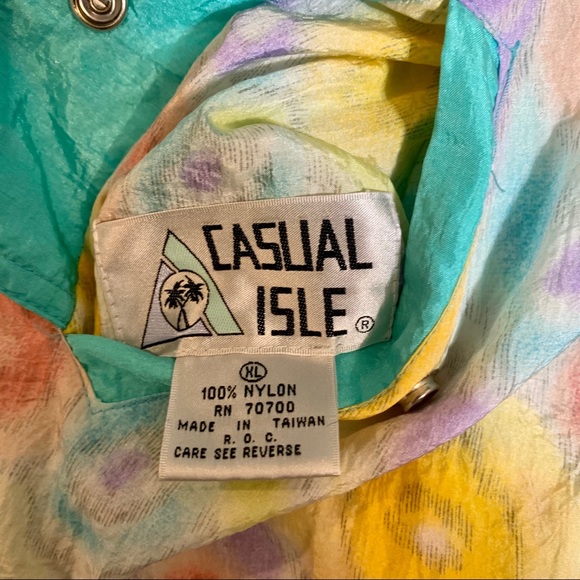 CASUAL
ISLE ®
XL
100% NYLON
RN 70700
MADE IN TAIWAN
R. O. C.
CARE SEE REVERSE